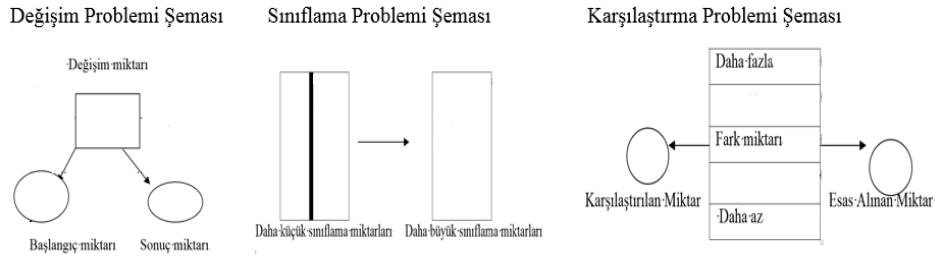 Değişim Problemi Şeması
Sınıflama Problemi Şeması
Karşılaştırma Problemi Şeması
Değişim miktarı
Başlangıç miktarı
Sonuç miktarı
Daha küçük sınıflama miktarları
Daha büyük sınıflama miktarları
Daha fazla
Fark miktarı
Daha az
Karşılaştırılan Miktar
Esas Alınan Miktar